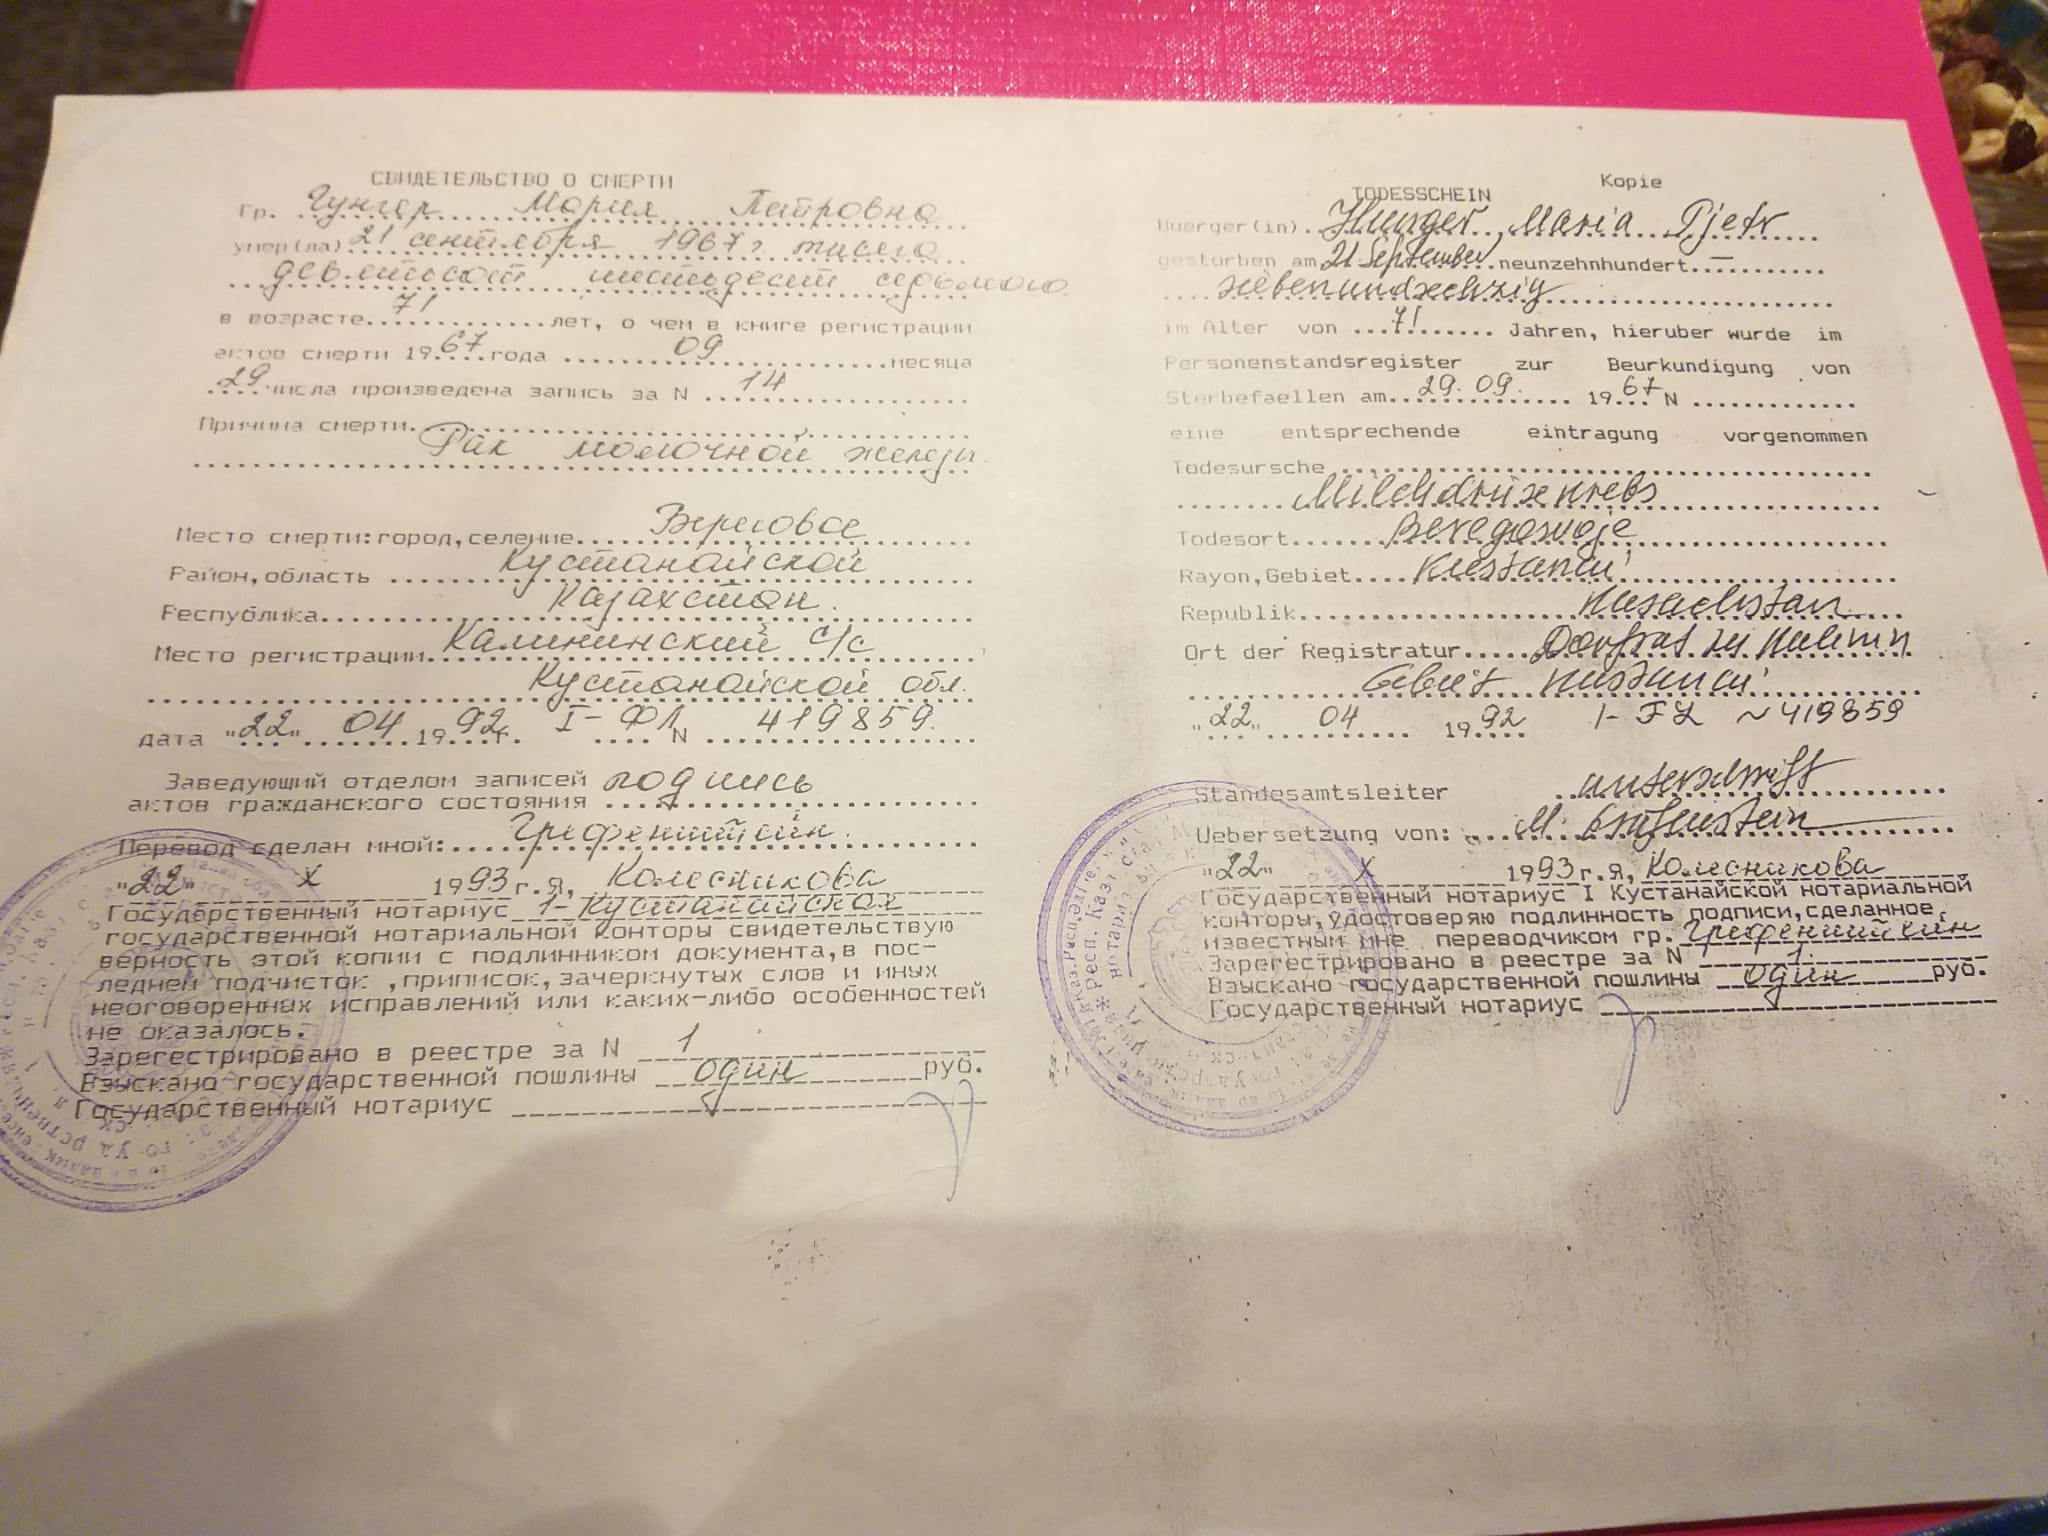 СВИДЕТЕЛЬСТВО О СМЕРТИ
Гр. Гунгер Мария Петровна
умер(ла) 21 сентября 1967 г. тисяга
девятьсот шестьдесят седьмого
в возрасте 71 лет, о чем в книге регистрации
актов смерти 1967 года 09 месяца
29 числа произведена запись за N 14
Причина смерти
Рак молочной железы
Место смерти: город, селение Береговое
Район, область Кустанайской
Республика Казахстан.
Место регистрации Калининский с/с
Кустанайской обл.
дата "22" 04 1992 г. I-ФЛ N 419859.
Заведующий отделом записей подпись
актов гражданского состояния
Перевод сделан мной: Грефенштейн.
"22" X 1993 г.Я, Колесникова
Государственный нотариус 1-Кустанайской
государственной нотариальной конторы свидетельствую
верность этой копии с подлинником документа, в пос-
ледней подчисток ,приписок, зачеркнутых слов и иных
неоговоренных исправлений или каких-либо особенностей
не оказалось.
Зарегестрировано в реестре за N 1
Взыскано государственной пошлины один руб.
Государственный нотариус
Kopie
TODESSCHEIN
Buerger(in) Hunger Maria Pjetr
gestorben am 21 September neunzehnhundert –
siebenundsechzig
im Alter von 71 Jahren, hieruber wurde im
Personenstandsregister zur Beurkundigung von
Sterbefaellen am 29.09. 1967 N
eine entsprechende eintragung vorgenommen
Todesursche
Milchdrüsenkrebs
Todesort Beregowoje
Rayon, Gebiet Kustanai
Republik Kasachstan
Ort der Registratur Dorfrat zu Kalinin
Gebiet Kustanai
"22" 04 1992 I-FL ~ 419859
Standesamtsleiter unterschrift
Uebersetzung von: M. Gräfenstein
"22" X 1993 г.Я, Колесникова
Государственный нотариус I Кустанайской нотариальной
конторы, удостоверяю подлинность подписи, сделанное
известным мне переводчиком гр. Грефенштейн
Зарегестрировано в реестре за N 1.
Взыскано государственной пошлины один руб.
Государственный нотариус